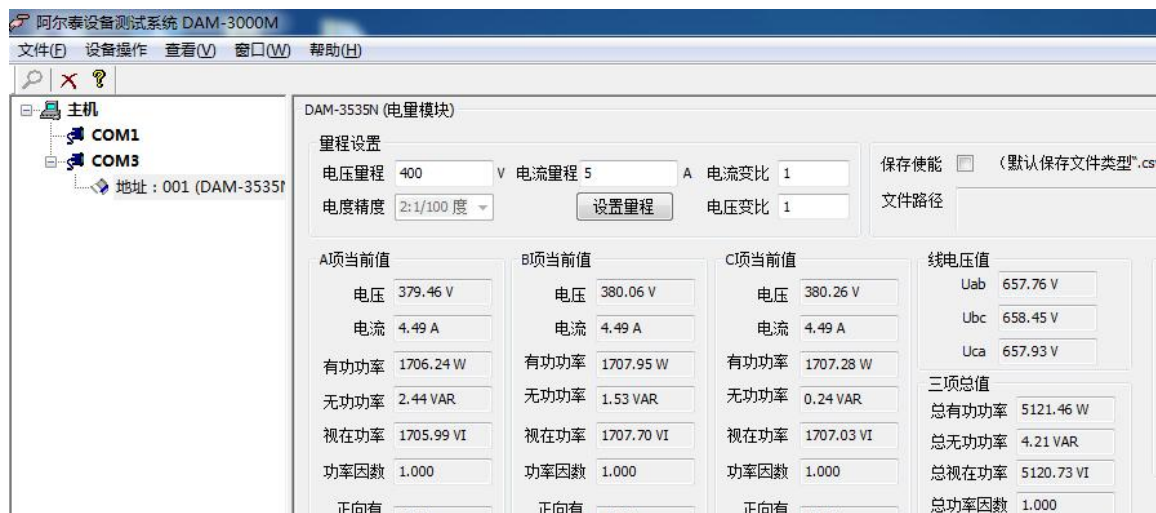 阿尔泰设备测试系统 DAM-3000M
文件(F) 设备操作 查看(V) 窗口(W) 帮助(H)
主机
COM1
COM3
地址：001 (DAM-3535
DAM-3535N (电量模块)
量程设置
电压量程 400 V 电流量程 5 A 电流变比 1
电度精度 2:1/100 度 设置量程 电压变比 1
保存使能 (默认保存文件类型".cs
文件路径
A项当前值
电压 379.46 V
电流 4.49 A
有功功率 1706.24 W
无功功率 2.44 VAR
视在功率 1705.99 VI
功率因数 1.000
正向有
B项当前值
电压 380.06 V
电流 4.49 A
有功功率 1707.95 W
无功功率 1.53 VAR
视在功率 1707.70 VI
功率因数 1.000
正向有
C项当前值
电压 380.26 V
电流 4.49 A
有功功率 1707.28 W
无功功率 0.24 VAR
视在功率 1707.03 VI
功率因数 1.000
正向有
线电压值
Uab 657.76 V
Ubc 658.45 V
Uca 657.93 V
三项总值
总有功功率 5121.46 W
总无功功率 4.21 VAR
总视在功率 5120.73 VI
总功率因数 1.000